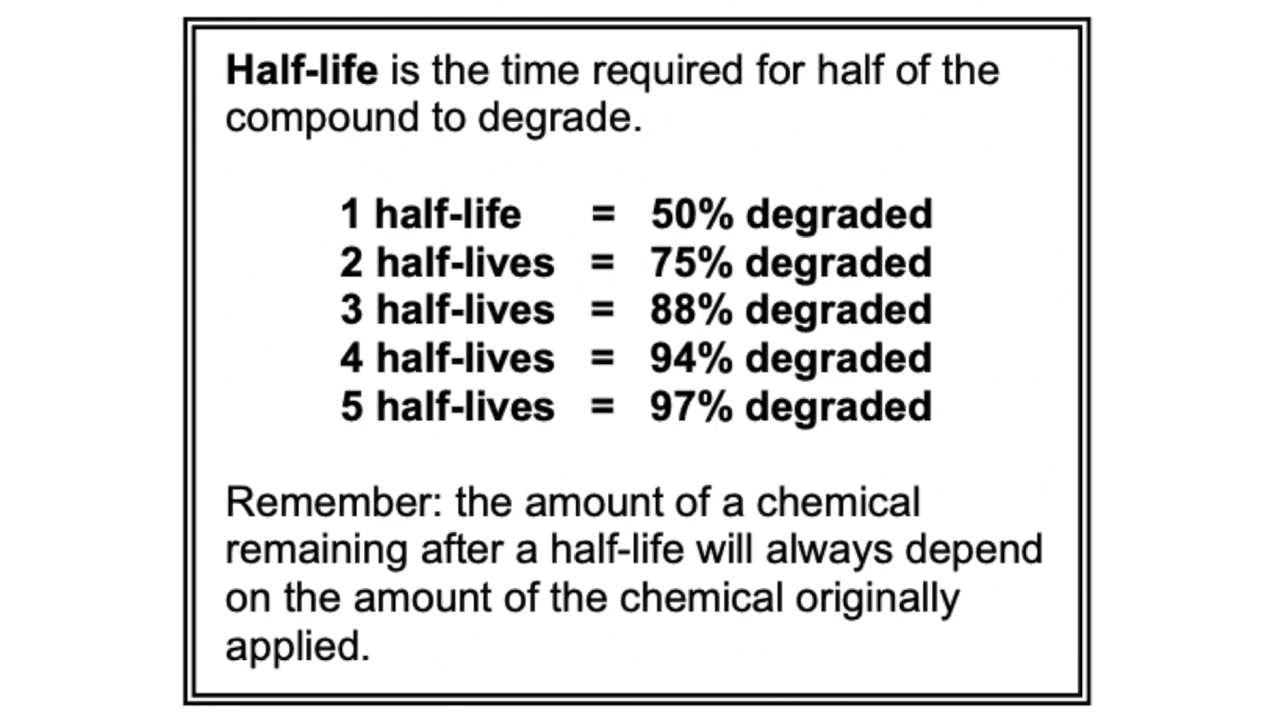 Half-life is the time required for half of the
compound to degrade.
1 half-life = 50% degraded
2 half-lives = 75% degraded
3 half-lives = 88% degraded
4 half-lives = 94% degraded
5 half-lives = 97% degraded
Remember: the amount of a chemical
remaining after a half-life will always depend
on the amount of the chemical originally
applied.